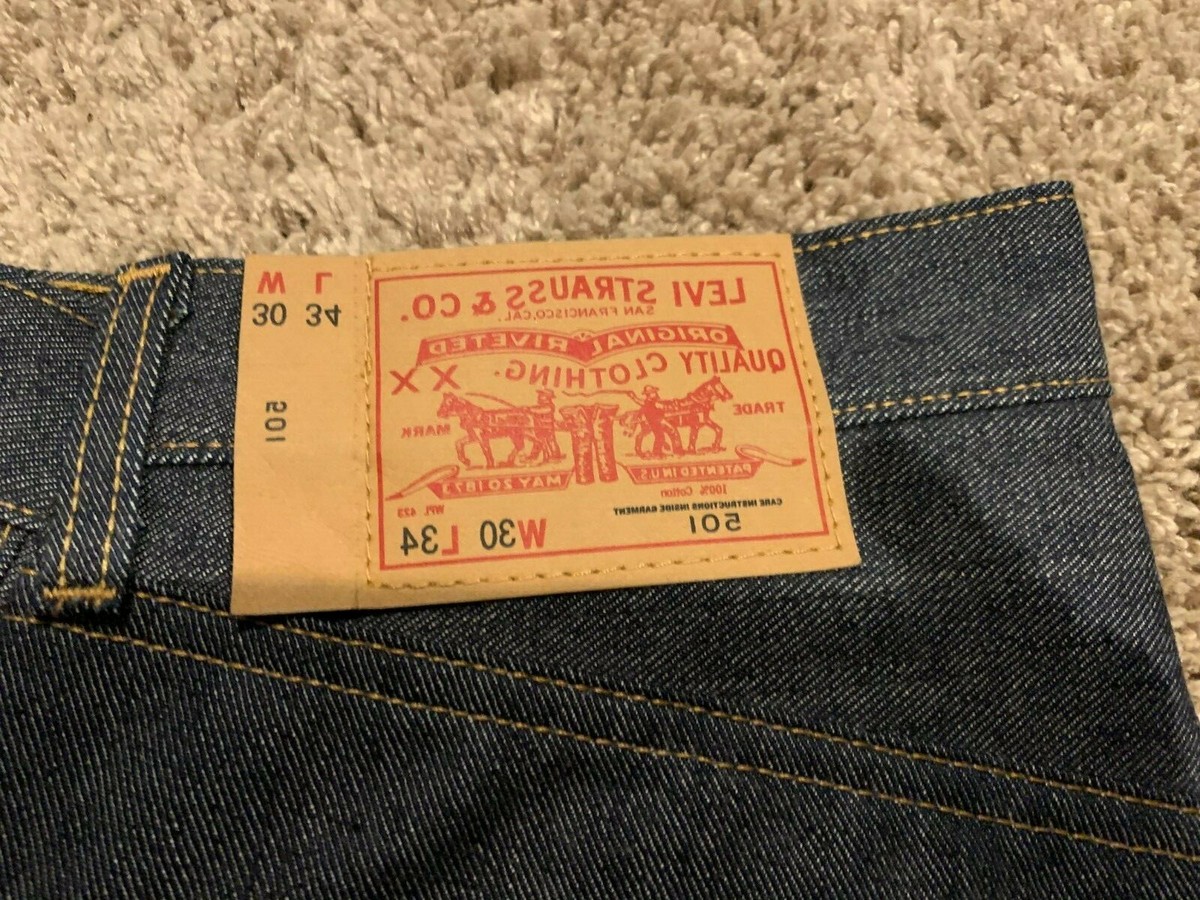 W L
30 34
501
LEVI STRAUSS & CO.
SAN FRANCISCO, CAL.
ORIGINAL RIVETED
QUALITY CLOTHING.
XX
TRADE MARK
PATENTED IN U.S. MAY 20 1873
100% Cotton
WPL 423
CARE INSTRUCTIONS INSIDE GARMENT
501
W30 L34